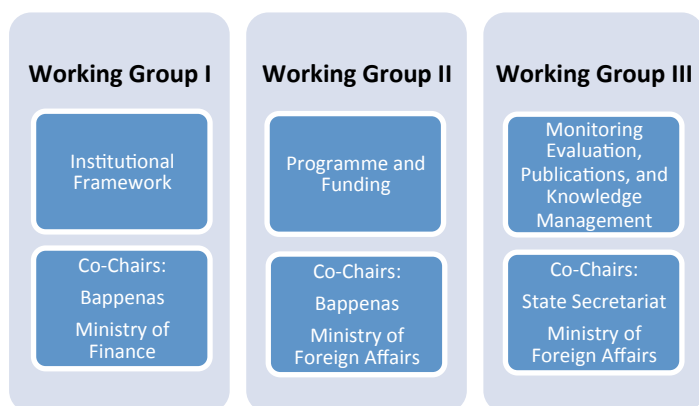 Working Group I
Institutional
Framework
Co-Chairs:
Bappenas
Ministry of
Finance
Working Group II
Programme and
Funding
Co-Chairs:
Bappenas
Ministry of
Foreign Affairs
Working Group III
Monitoring
Evaluation,
Publications, and
Knowledge
Management
Co-Chairs:
State Secretariat
Ministry of
Foreign Affairs